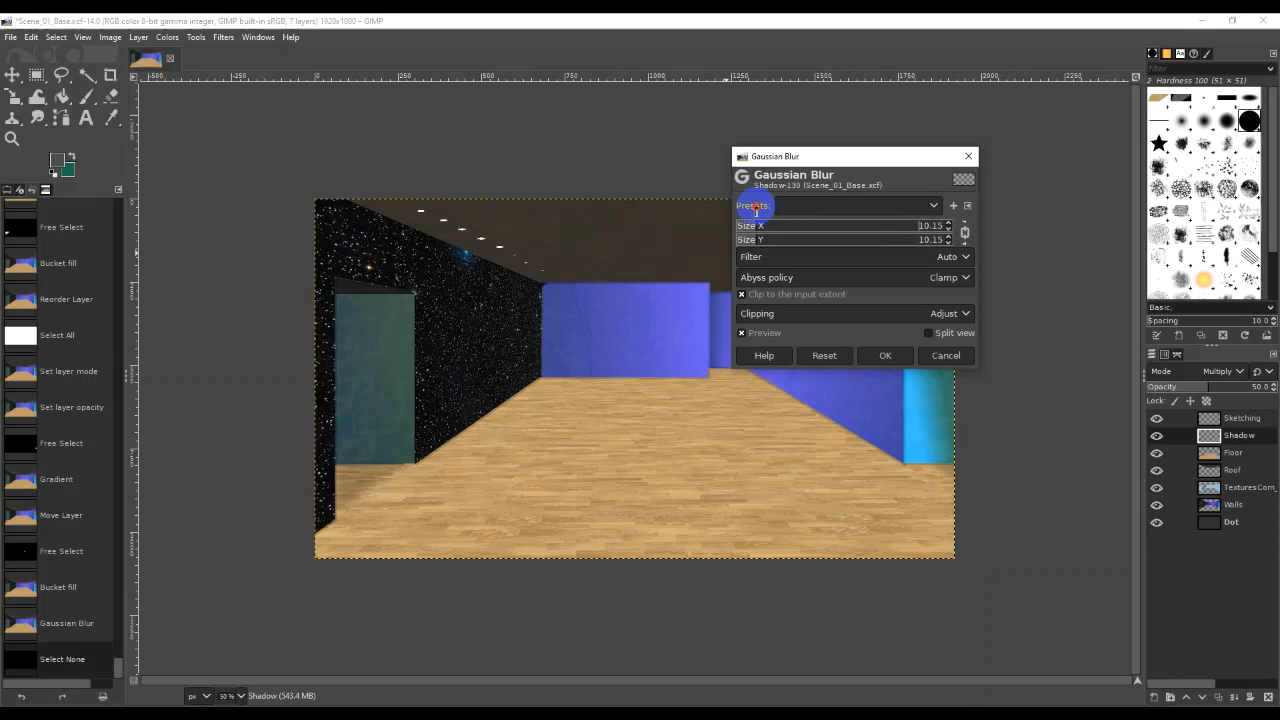 *Scene_01_Base.xcf-14.0 (RGB color 8-bit gamma integer, GIMP built-in sRGB, 7 layers) 1920x1080 – GIMP
File Edit Select View Image Layer Colors Tools Filters Windows Help
filter
2. Hardness 100 (51 × 51)
Free Select
Bucket fill
Reorder Layer
Select All
Set layer mode
Set layer opacity
Free Select
Gradient
Move Layer
Free Select
Bucket fill
Gaussian Blur
Select None
Gaussian Blur
Gaussian Blur
Shadow-130 (Scene_01_Base.xcf)
Presets:
Size X 10.15
Size Y 10.15
Filter Auto
Abyss policy Clamp
Clip to the input extent
Clipping Adjust
Preview Split view
Help Reset OK Cancel
Basic,
Spacing 10.0
Mode Multiply
Opacity 50.0
Lock:
Sketching
Shadow
Floor
Roof
TexturesCom_
Walls
Dot
px 50 % Shadow (543.4 MB)